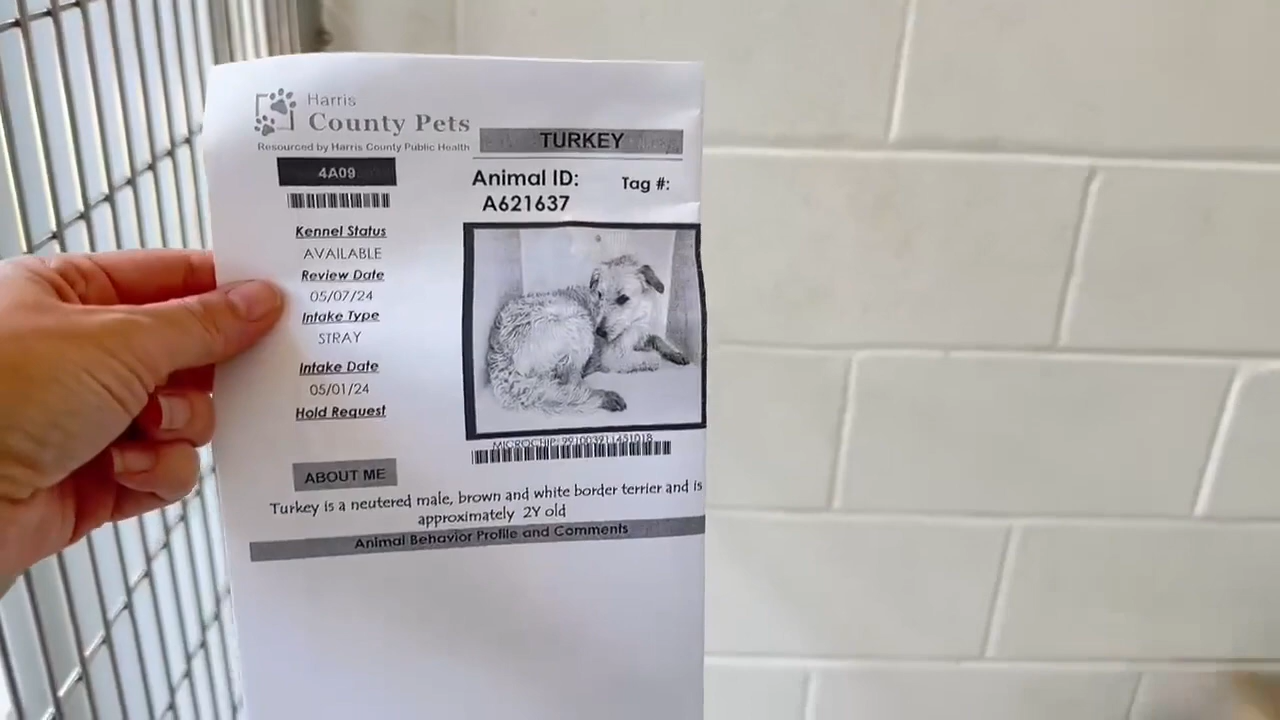 Harris
County Pets
Resourced by Harris County Public Health
TURKEY
4A09
Animal ID:
A621637
Tag #:
Kennel Status
AVAILABLE
Review Date
05/07/24
Intake Type
STRAY
Intake Date
05/01/24
Hold Request
MICROCHIP: 991003911451018
ABOUT ME
Turkey is a neutered male, brown and white border terrier and is
approximately 2Y old
Animal Behavior Profile and Comments